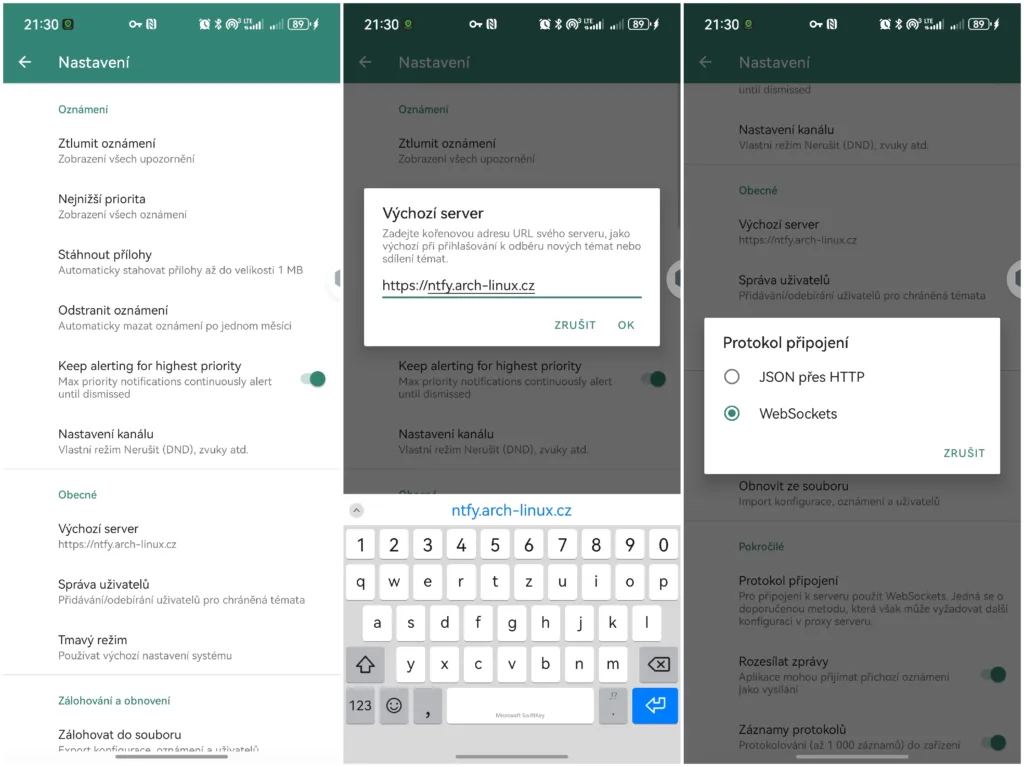 21:30
LTE
89
Nastavení
Oznámení
Ztlumit oznámení
Zobrazení všech upozornění
Nejnižší priorita
Zobrazení všech oznámení
Stáhnout přílohy
Automaticky stahovat přílohy až do velikosti 1 MB
Odstranit oznámení
Automaticky mazat oznámení po jednom měsíci
Keep alerting for highest priority
Max priority notifications continuously alert
until dismissed
Nastavení kanálu
Vlastní režim Nerušit (DND), zvuky atd.
Obecné
Výchozí server
https://ntfy.arch-linux.cz
Správa uživatelů
Přidávání/odebírání uživatelů pro chráněná témata
Tmavý režim
Používat výchozí nastavení systému
Zálohování a obnovení
Zálohovat do souboru
Export konfigurace, oznámení a uživatelů
21:30
LTE
89
Nastavení
Oznámení
Ztlumit oznámení
Zobrazení všech upozornění
Výchozí server
Zadejte kořenovou adresu URL svého serveru, jako
výchozí při přihlašování k odběru nových témat nebo
sdílení témat.
https://ntfy.arch-linux.cz
ZRUŠIT OK
Keep alerting for highest priority
Max priority notifications continuously alert
until dismissed
Nastavení kanálu
Vlastní režim Nerušit (DND), zvuky atd.
Obecné
ntfy.arch-linux.cz
1 2 3 4 5 6 7 8 9 0
q w e r t z u i o p
a s d f g h j k l
y x c v b n m
123 , Microsoft SwiftKey !? .
21:30
LTE
89
Nastavení
until dismissed
Nastavení kanálu
Vlastní režim Nerušit (DND), zvuky atd.
Obecné
Výchozí server
https://ntfy.arch-linux.cz
Správa uživatelů
Přidávání/odebírání uživatelů pro chráněná témata
Protokol připojení
JSON přes HTTP
WebSockets
ZRUŠIT
Obnovit ze souboru
Import konfigurace, oznámení a uživatelů
Pokročilé
Protokol připojení
Pro připojení k serveru použít WebSockets. Jedná se o
doporučenou metodu, která však může vyžadovat další
konfiguraci v proxy serveru.
Rozesílat zprávy
Aplikace mohou přijímat příchozí oznámení
jako vysílání
Záznamy protokolů
Protokolování (až 1 000 záznamů) do zařízení